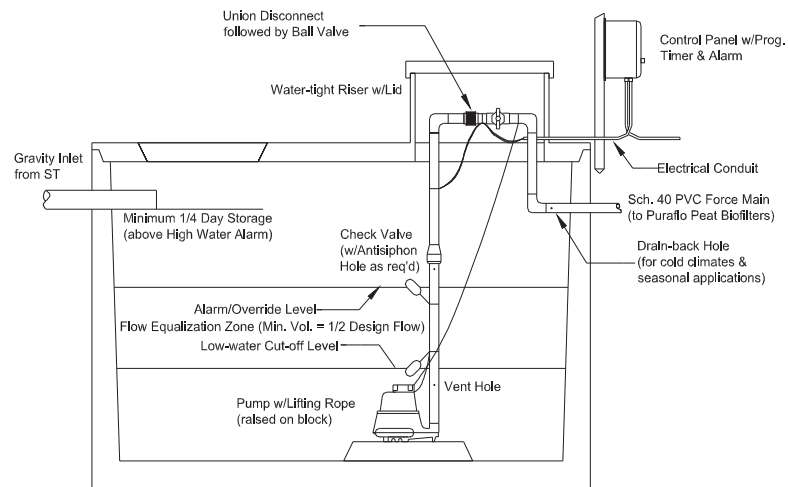 Union Disconnect
followed by Ball Valve
Control Panel w/Prog.
Timer & Alarm
Water-tight Riser w/Lid
Gravity Inlet
from ST
Electrical Conduit
Minimum 1/4 Day Storage
(above High Water Alarm)
Sch. 40 PVC Force Main
(to Puraflo Peat Biofilters)
Check Valve
(w/Antisiphon
Hole as req'd)
Drain-back Hole
(for cold climates &
seasonal applications)
Alarm/Override Level
Flow Equalization Zone (Min. Vol. = 1/2 Design Flow)
Low-water Cut-off Level
Vent Hole
Pump w/Lifting Rope
(raised on block)